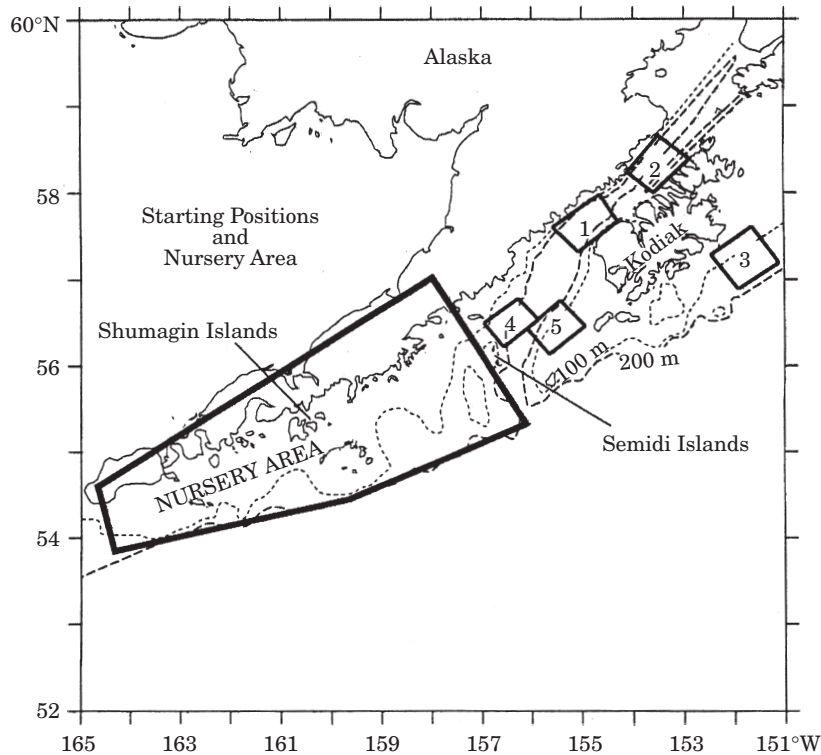 60°N
Alaska
2
58
Starting Positions
and
Nursery Area
1
Kodiak
3
Shumagin Islands
4
5
56
100 m
200 m
Semidi Islands
NURSERY AREA
54
52
165
163
161
159
157
155
153
151°W